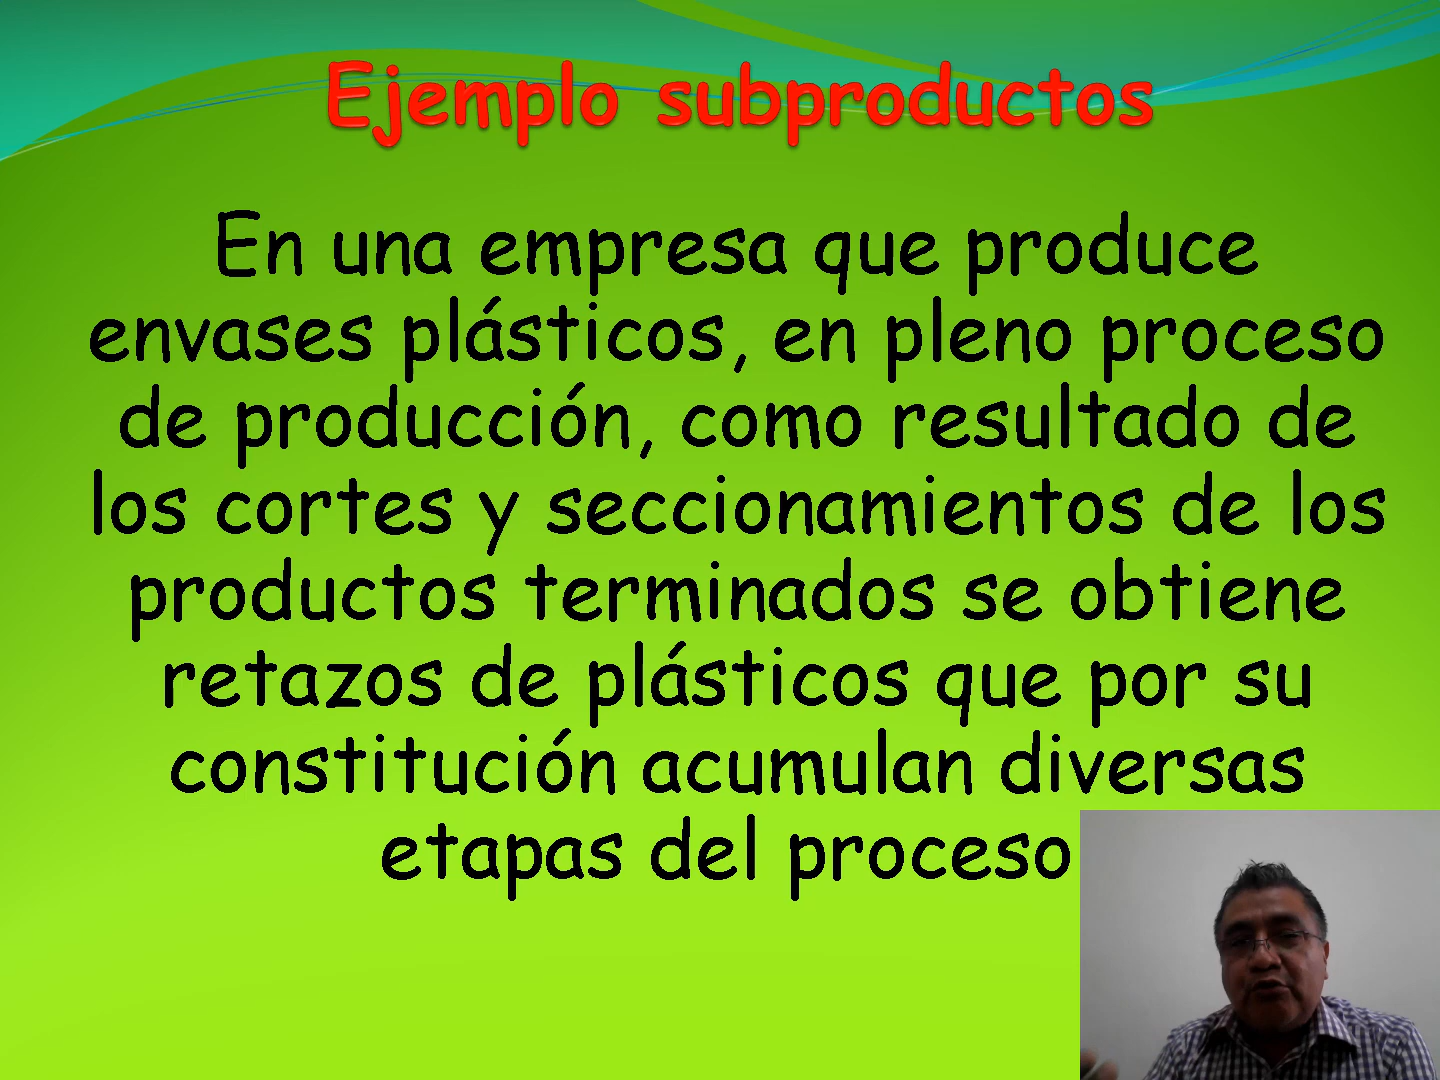 Ejemplo subproductos
En una empresa que produce
envases plásticos, en pleno proceso
de producción, como resultado de
los cortes y seccionamientos de los
productos terminados se obtiene
retazos de plásticos que por su
constitución acumulan diversas
etapas del proceso